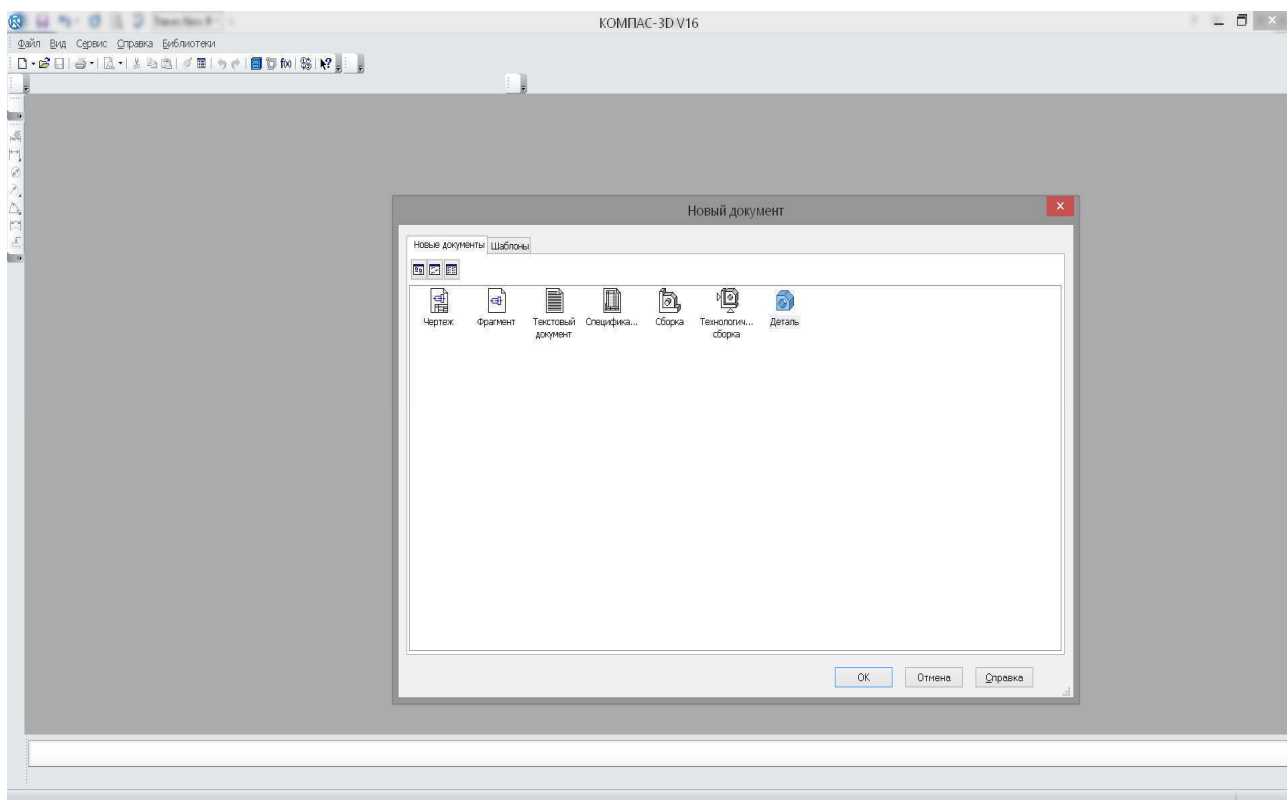 КОМПАС-3D V16
Файл Вид Сервис Справка Библиотеки
f(x)
Новый документ
Новые документы Шаблоны
Чертеж Фрагмент Текстовый документ Специфика... Сборка Технологич... сборка Деталь
ОК Отмена Справка